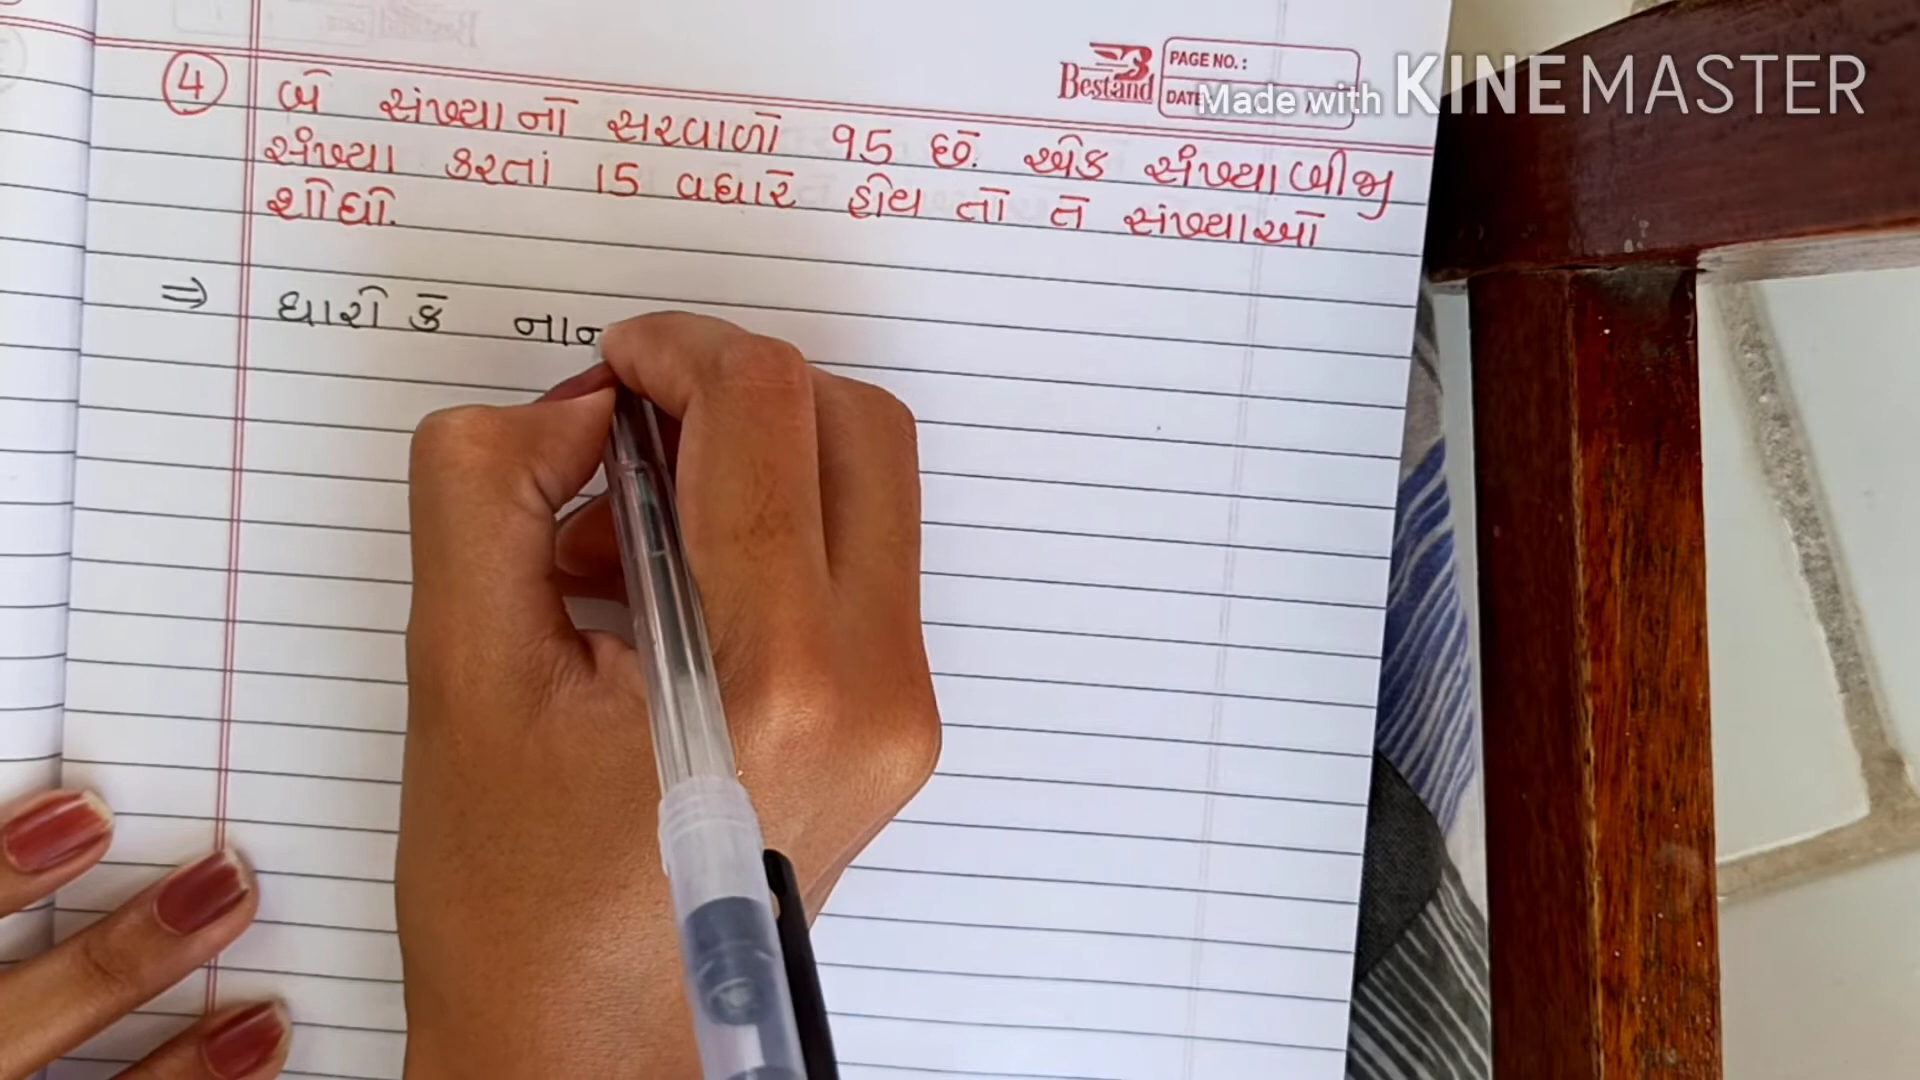 Bestand
PAGE NO. :
DATE
Made with KINEMASTER
4 બે સંખ્યાનો સરવાળો 95 છે. એક સંખ્યા બીજી
સંખ્યા કરતાં 15 વધારે હોય તો તે સંખ્યાઓ
શોધો.
⇒ ધારો કે નાન